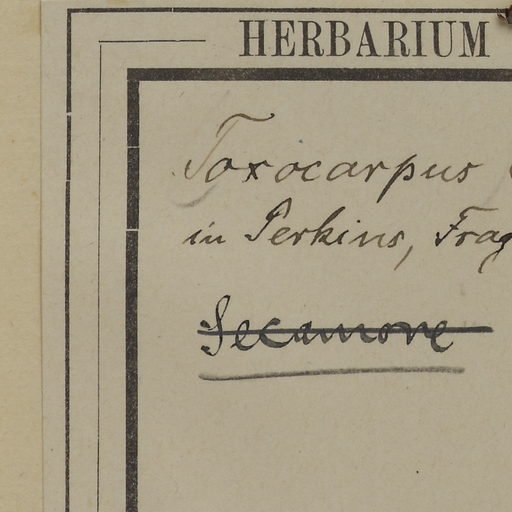 HERBARIUM
Toxocarpus
in Perkins, Frag
Secamone